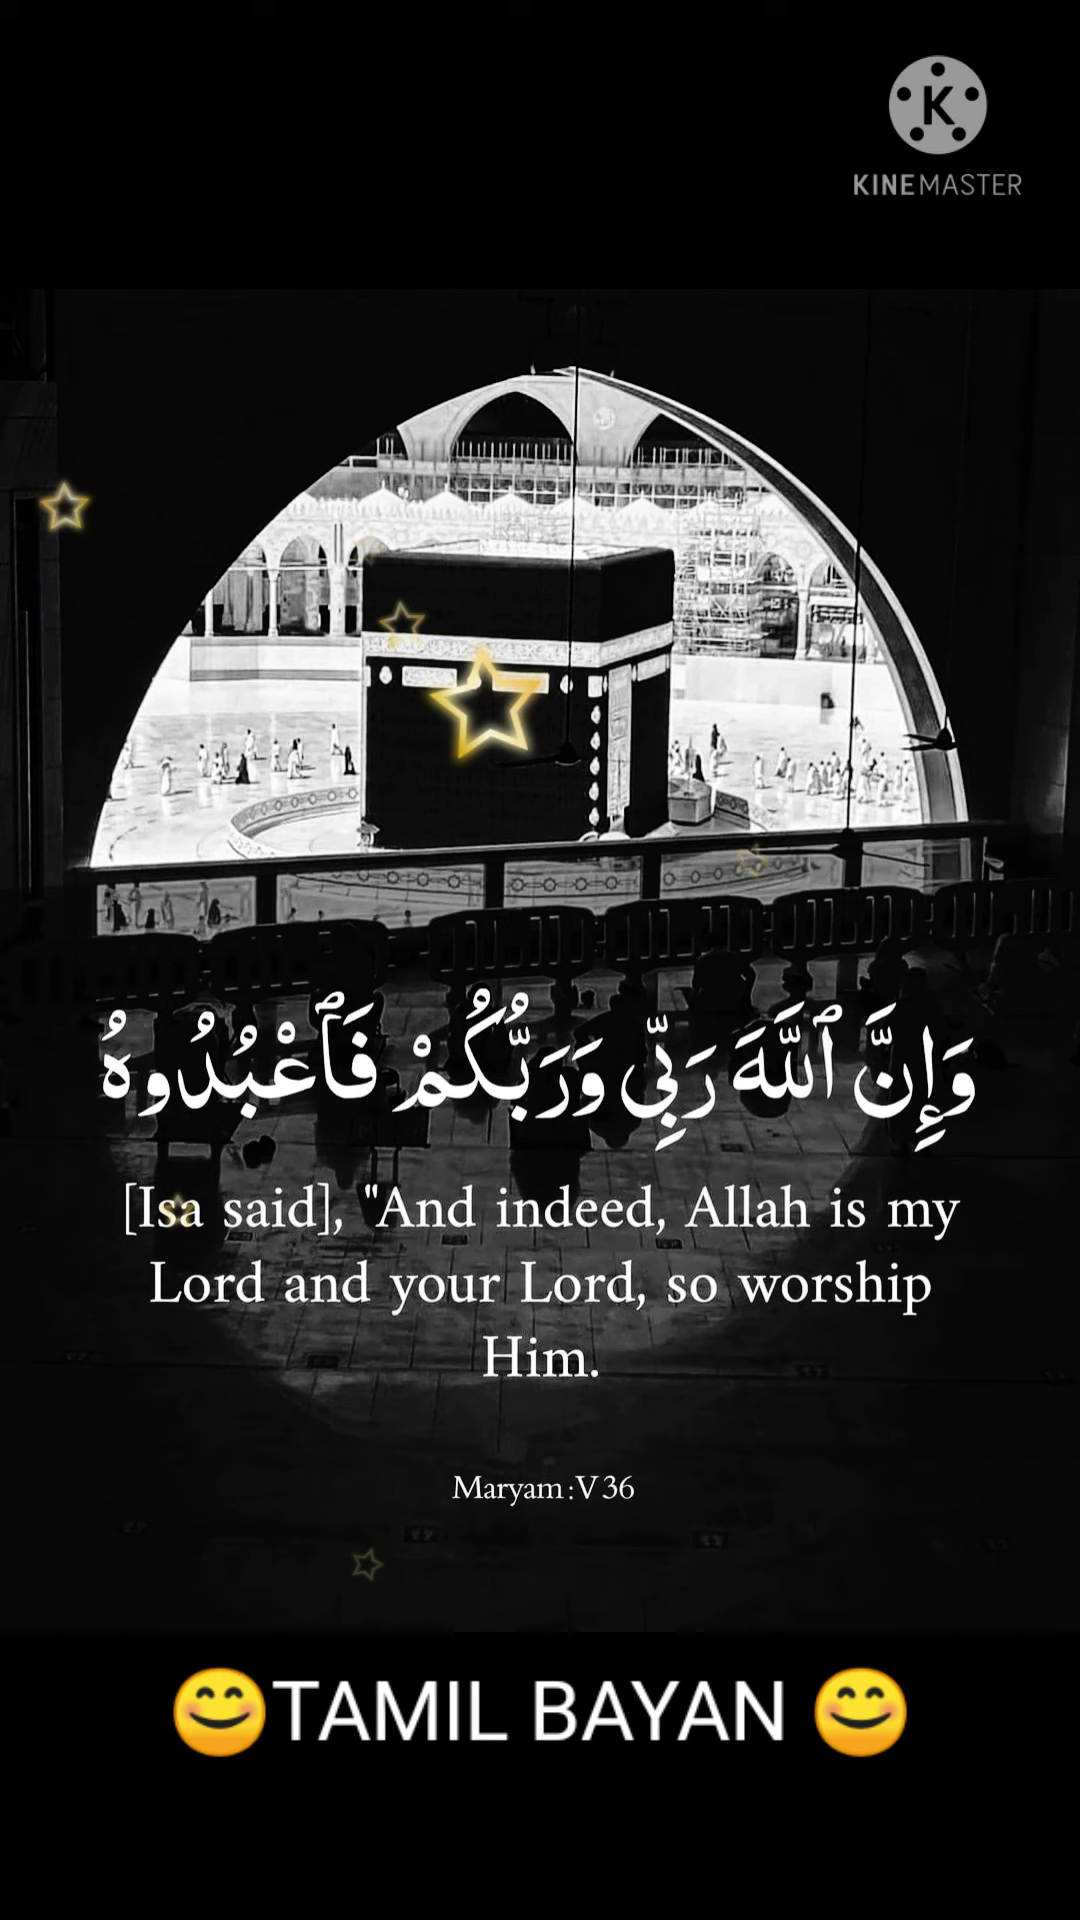 K
KINEMASTER
وَإِنَّ ٱللَّهَ رَبِّي وَرَبُّكُمْ فَٱعْبُدُوهُ
[Isa said], "And indeed, Allah is my
Lord and your Lord, so worship
Him.
Maryam:V36
😊TAMIL BAYAN 😊